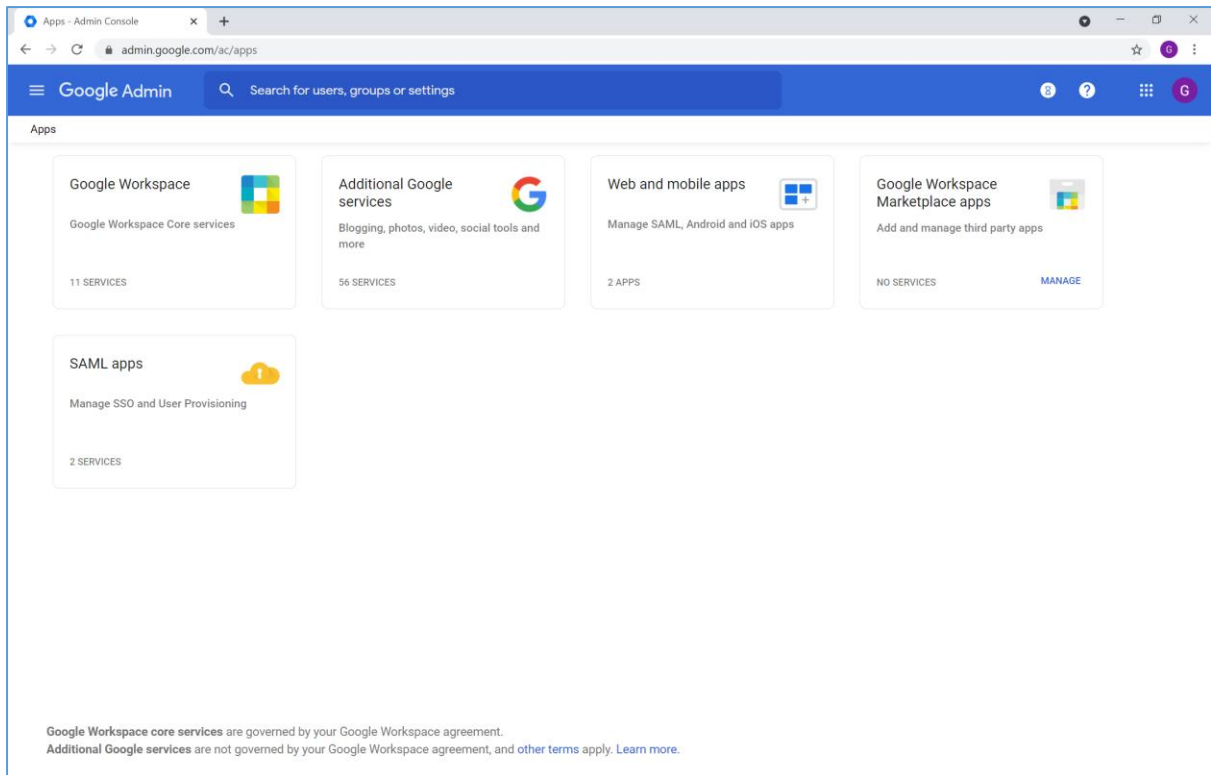 Apps - Admin Console
admin.google.com/ac/apps
G
Google Admin
Search for users, groups or settings
8
?
G
Apps
Google Workspace
Google Workspace Core services
11 SERVICES
Additional Google
services
Blogging, photos, video, social tools and
more
56 SERVICES
Web and mobile apps
Manage SAML, Android and iOS apps
2 APPS
Google Workspace
Marketplace apps
Add and manage third party apps
NO SERVICES
MANAGE
SAML apps
Manage SSO and User Provisioning
2 SERVICES
Google Workspace core services are governed by your Google Workspace agreement.
Additional Google services are not governed by your Google Workspace agreement, and other terms apply. Learn more.